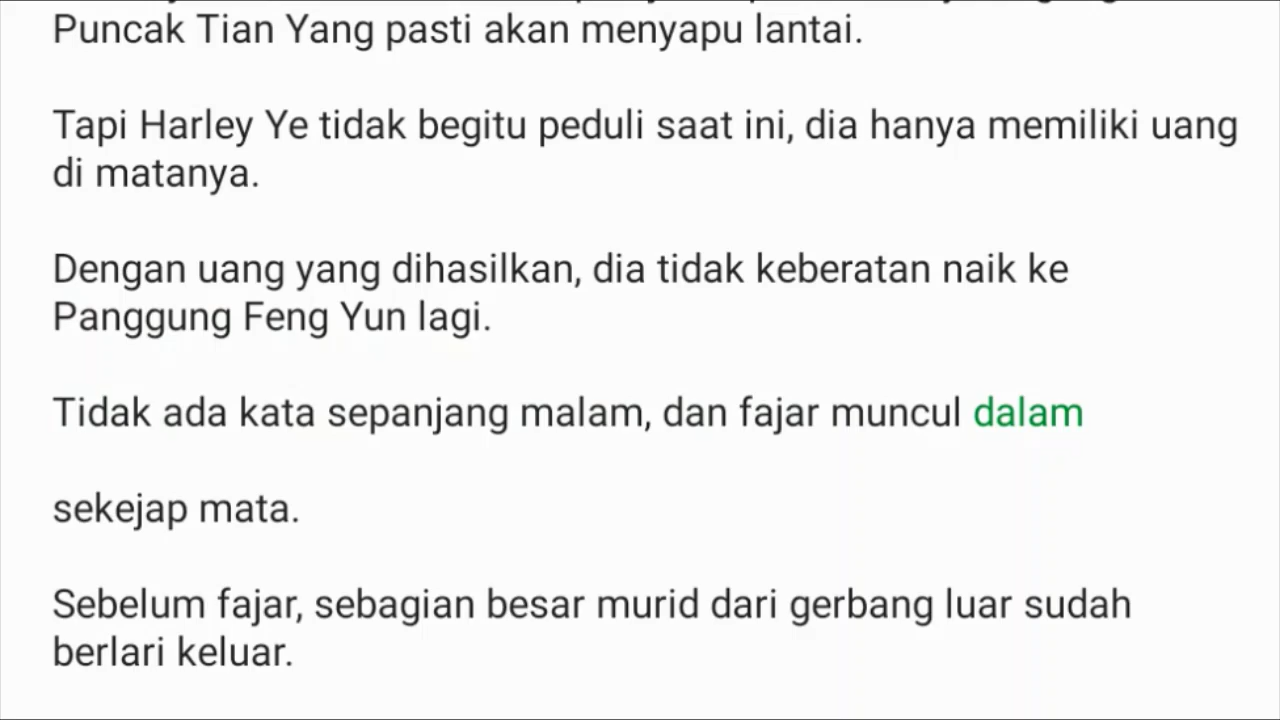 Puncak Tian Yang pasti akan menyapu lantai.
Tapi Harley Ye tidak begitu peduli saat ini, dia hanya memiliki uang
di matanya.
Dengan uang yang dihasilkan, dia tidak keberatan naik ke
Panggung Feng Yun lagi.
Tidak ada kata sepanjang malam, dan fajar muncul dalam
sekejap mata.
Sebelum fajar, sebagian besar murid dari gerbang luar sudah
berlari keluar.